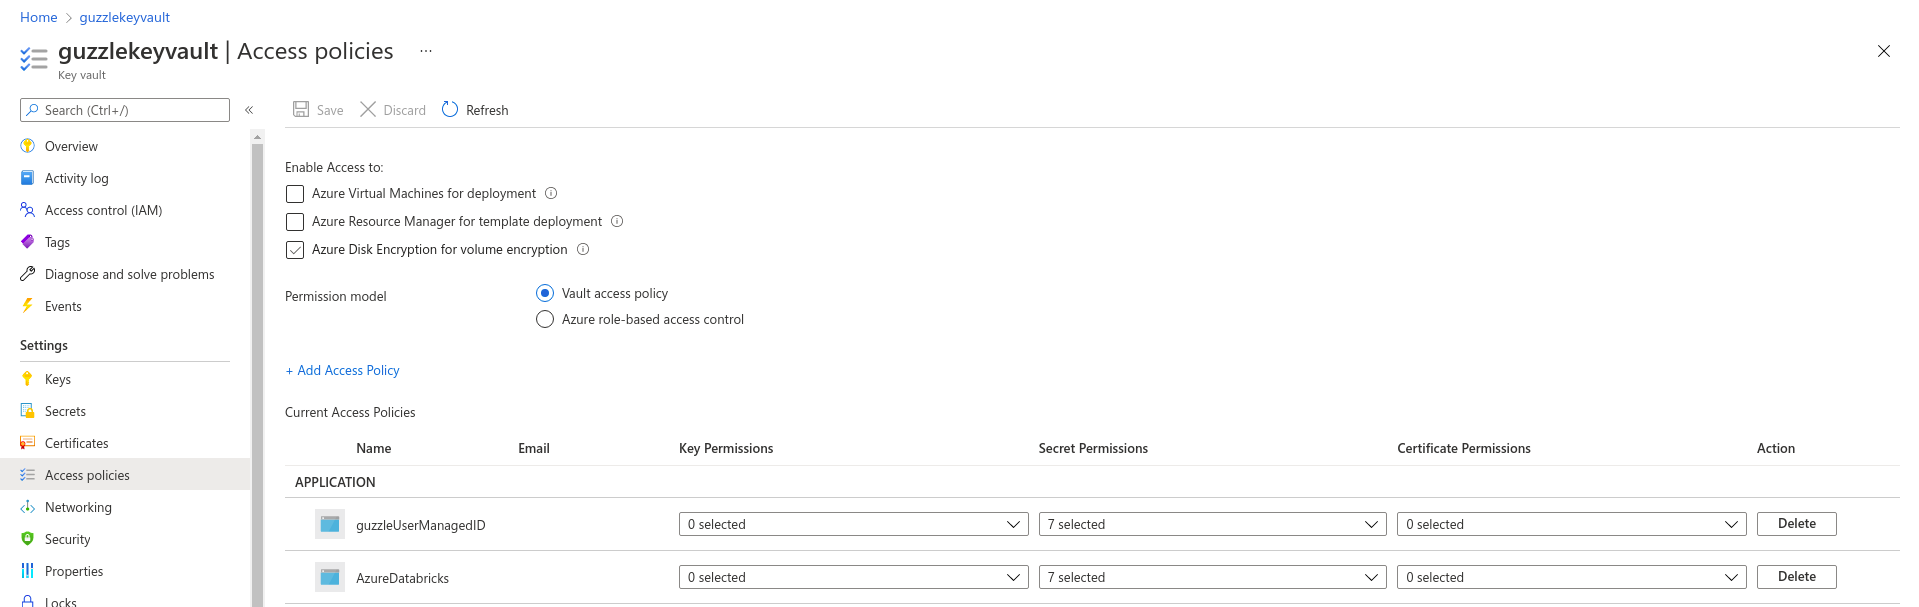 Home > guzzlekeyvault
guzzlekeyvault | Access policies ...
Key vault
Search (Ctrl+/) «
Save Discard Refresh
Overview
Activity log
Access control (IAM)
Tags
Diagnose and solve problems
Events
Settings
Keys
Secrets
Certificates
Access policies
Networking
Security
Properties
Locks
Enable Access to:
Azure Virtual Machines for deployment
Azure Resource Manager for template deployment
Azure Disk Encryption for volume encryption
Permission model
Vault access policy
Azure role-based access control
+ Add Access Policy
Current Access Policies
Name Email Key Permissions Secret Permissions Certificate Permissions Action
APPLICATION
guzzleUserManagedID 0 selected 7 selected 0 selected Delete
AzureDatabricks 0 selected 7 selected 0 selected Delete